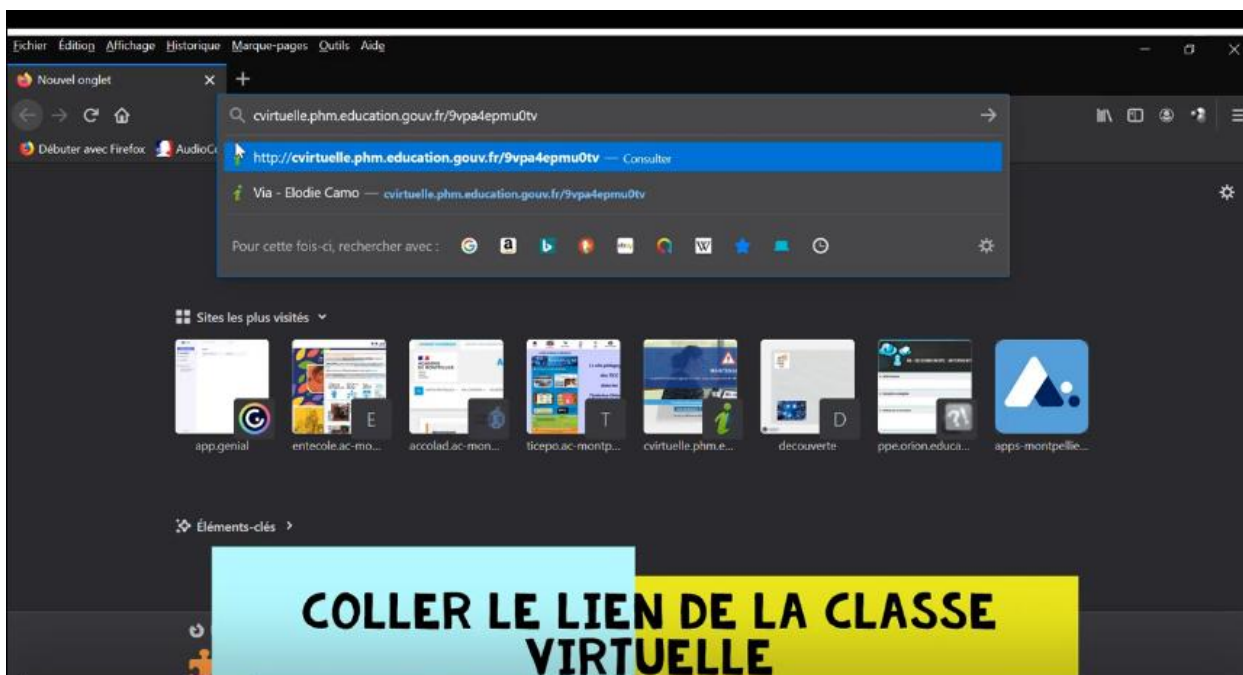 Fichier Édition Affichage Historique Marque-pages Outils Aide
Nouvel onglet
cvirtuelle.phm.education.gouv.fr/9vpa4epmu0tv
Débuter avec Firefox AudioC
http://cvirtuelle.phm.education.gouv.fr/9vpa4epmu0tv — Consulter
Via - Elodie Camo — cvirtuelle.phm.education.gouv.fr/9vpa4epmu0tv
Pour cette fois-ci, rechercher avec :
Sites les plus visités
E
T
D
app.genial entecole.ac-mo... accolad.ac-mon... ticepo.ac-montp... cvirtuelle.phm.e... decouverte ppe.orion.educa... apps-montpellie...
Éléments-clés
COLLER LE LIEN DE LA CLASSE
VIRTUELLE